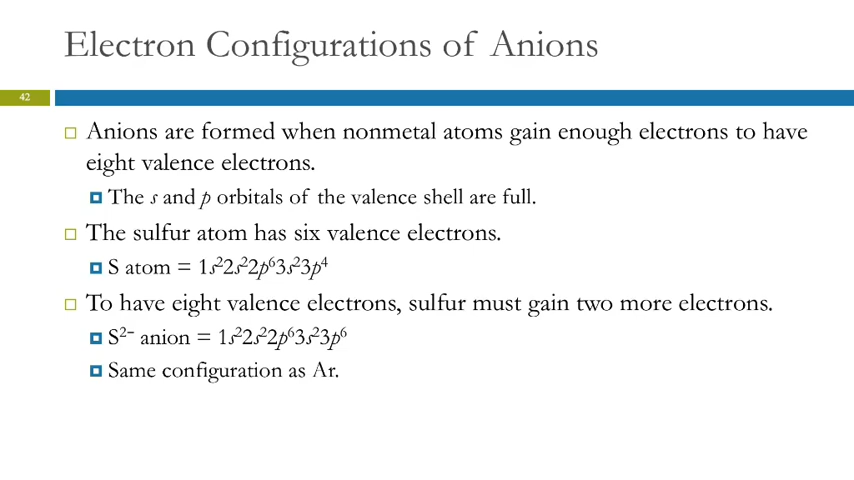 Electron Configurations of Anions
42
Anions are formed when nonmetal atoms gain enough electrons to have
eight valence electrons.
The s and p orbitals of the valence shell are full.
The sulfur atom has six valence electrons.
S atom = 1s²2s²2p⁶3s²3p⁴
To have eight valence electrons, sulfur must gain two more electrons.
S²⁻ anion = 1s²2s²2p⁶3s²3p⁶
Same configuration as Ar.